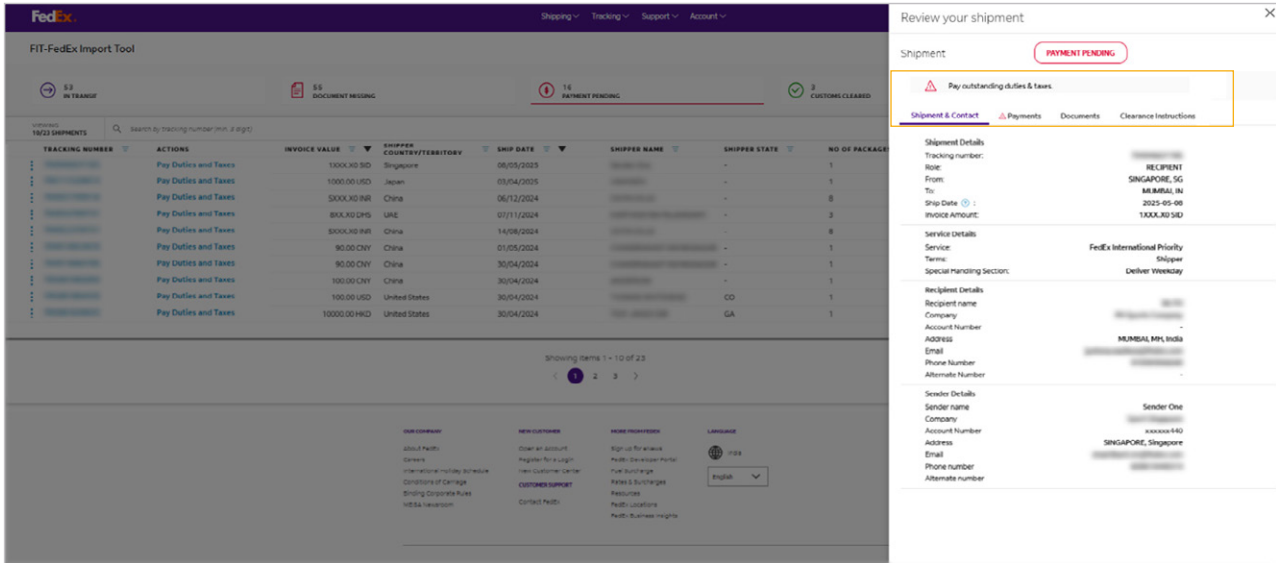 FedEx.
Shipping Tracking Support Account
FIT-FedEx Import Tool
53
IN TRANSIT
55
DOCUMENT MISSING
14
PAYMENT PENDING
3
CUSTOMS CLEARED
10/23 SHIPMENTS
Search by tracking number (min. 3 digit)
TRACKING NUMBER ACTIONS INVOICE VALUE SHIPPER COUNTRY/TERRITORY SHIP DATE SHIPPER NAME SHIPPER STATE NO OF PACKAGES
Pay Duties and Taxes 1XXX.X0 SID Singapore 08/05/2025 - 1
Pay Duties and Taxes 1000.00 USD Japan 03/04/2025 - 1
Pay Duties and Taxes 5XXX.X0 INR China 06/12/2024 - 8
Pay Duties and Taxes 8XX.X0 DHS UAE 07/11/2024 - 3
Pay Duties and Taxes 8XXX.X0 INR China 14/08/2024 - 8
Pay Duties and Taxes 90.00 CNY China 01/05/2024 - 1
Pay Duties and Taxes 90.00 CNY China 30/04/2024 - 1
Pay Duties and Taxes 100.00 CNY China 30/04/2024 - 1
Pay Duties and Taxes 100.00 USD United States 30/04/2024 CO 1
Pay Duties and Taxes 10000.00 HKD United States 30/04/2024 GA 1
Showing items 1 - 10 of 23
1 2 3
OUR COMPANY
About FedEx
Careers
International Holiday Schedule
Conditions of Carriage
Binding Corporate Rules
MEISA Newsroom
NEW CUSTOMER
Open an Account
Register for a Login
New Customer Center
CUSTOMER SUPPORT
Contact FedEx
MORE FROM FEDEX
Sign up for eNews
FedEx Developer Portal
Fuel Surcharge
Rates & Surcharges
Resources
FedEx Locations
FedEx Business Insights
LANGUAGE
India
English
Review your shipment
Shipment PAYMENT PENDING
Pay outstanding duties & taxes
Shipment & Contact Payments Documents Clearance Instructions
Shipment Details
Tracking number:
Role: RECIPIENT
From: SINGAPORE, SG
To: MUMBAI, IN
Ship Date : 2025-05-08
Invoice Amount: 1XXX.X0 SID
Service Details
Service: FedEx International Priority
Terms: Shipper
Special Handling Section: Deliver Weekday
Recipient Details
Recipient name
Company
Account Number -
Address MUMBAI, MH, India
Email
Phone Number
Alternate Number -
Sender Details
Sender name Sender One
Company
Account Number xxxxxx440
Address SINGAPORE, Singapore
Email
Phone number
Alternate number